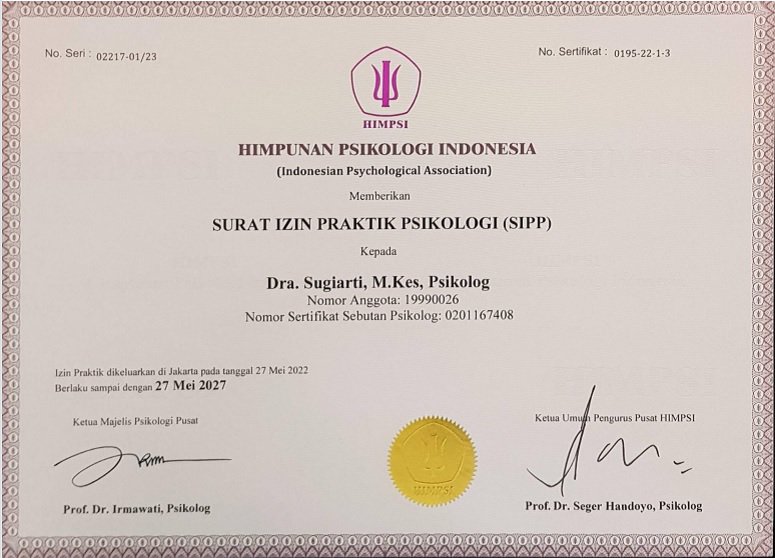 No. Seri : 02217-01/23
No. Sertifikat : 0195-22-1-3
HIMPSI
HIMPUNAN PSIKOLOGI INDONESIA
(Indonesian Psychological Association)
Memberikan
SURAT IZIN PRAKTIK PSIKOLOGI (SIPP)
Kepada
Dra. Sugiarti, M.Kes, Psikolog
Nomor Anggota: 19990026
Nomor Sertifikat Sebutan Psikolog: 0201167408
Izin Praktik dikeluarkan di Jakarta pada tanggal 27 Mei 2022
Berlaku sampai dengan 27 Mei 2027
Ketua Majelis Psikologi Pusat
Ketua Umum Pengurus Pusat HIMPSI
HIMPSI
Prof. Dr. Irmawati, Psikolog
Prof. Dr. Seger Handoyo, Psikolog